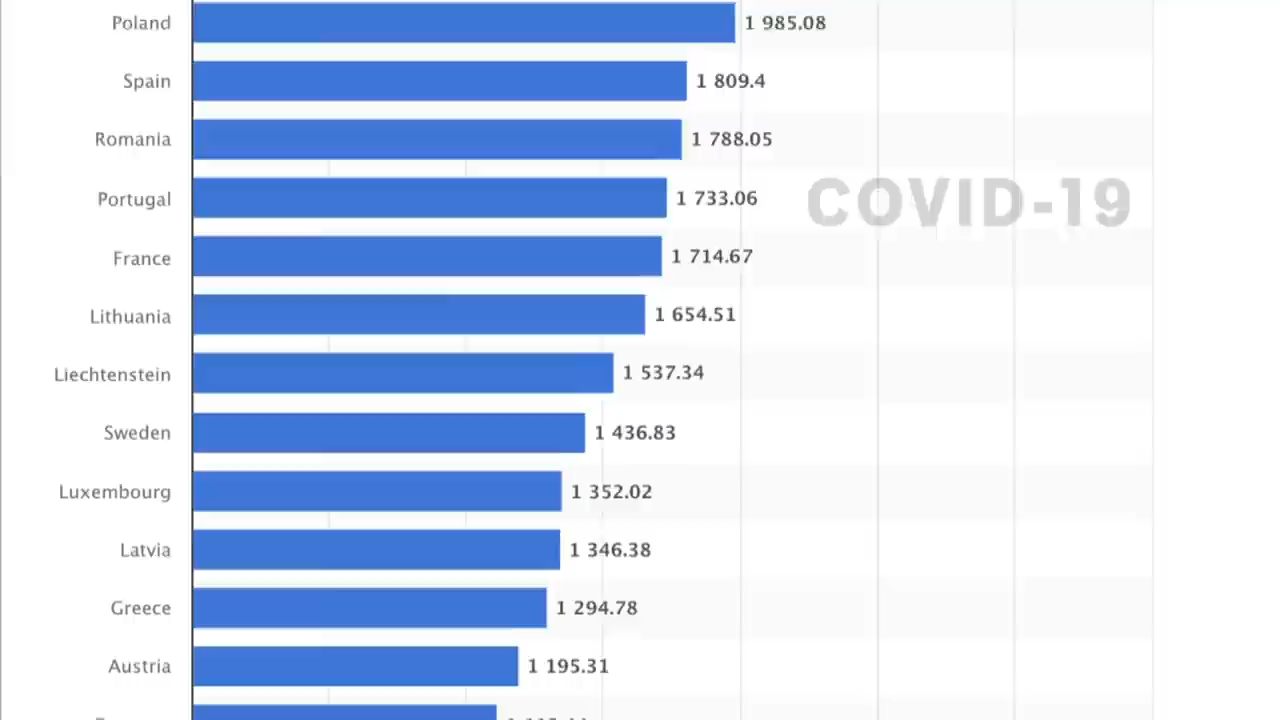 Poland 1 985.08
Spain 1 809.4
Romania 1 788.05
Portugal 1 733.06
COVID-19
France 1 714.67
Lithuania 1 654.51
Liechtenstein 1 537.34
Sweden 1 436.83
Luxembourg 1 352.02
Latvia 1 346.38
Greece 1 294.78
Austria 1 195.31